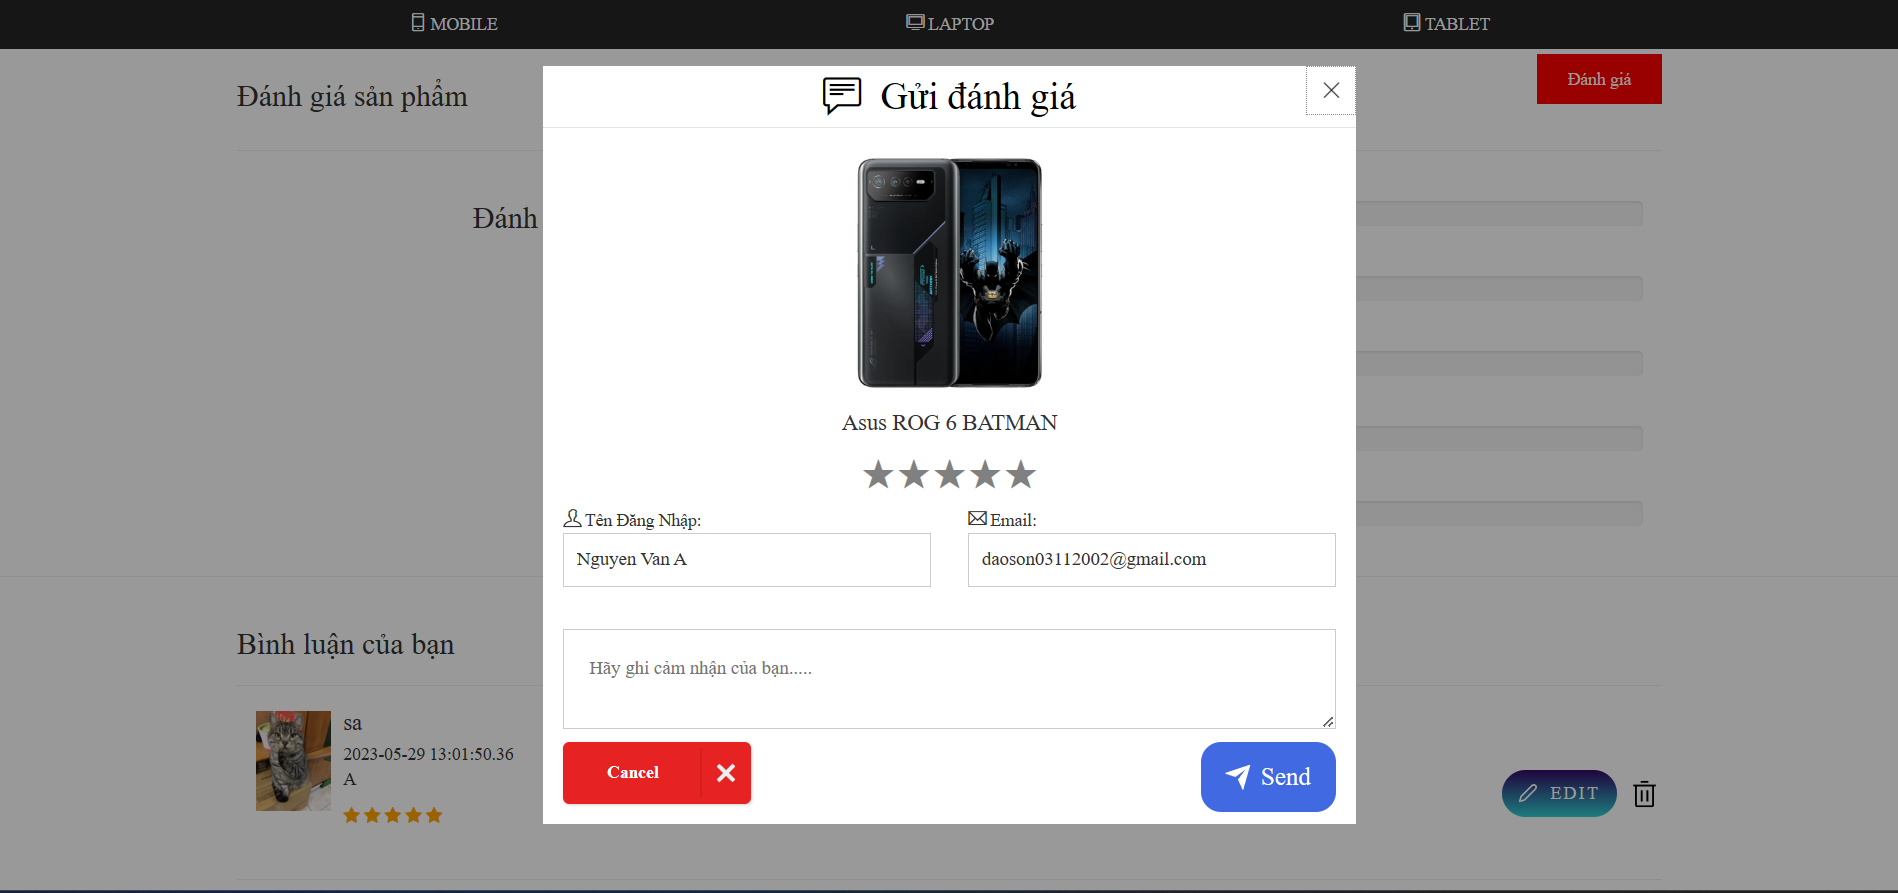 MOBILE
LAPTOP
TABLET
Đánh giá sản phẩm
Gửi đánh giá
Đánh giá
Đánh
Asus ROG 6 BATMAN
Tên Đăng Nhập:
Email:
Nguyen Van A
daoson03112002@gmail.com
Bình luận của bạn
Hãy ghi cảm nhận của bạn.....
sa
2023-05-29 13:01:50.36
A
Cancel
Send
EDIT